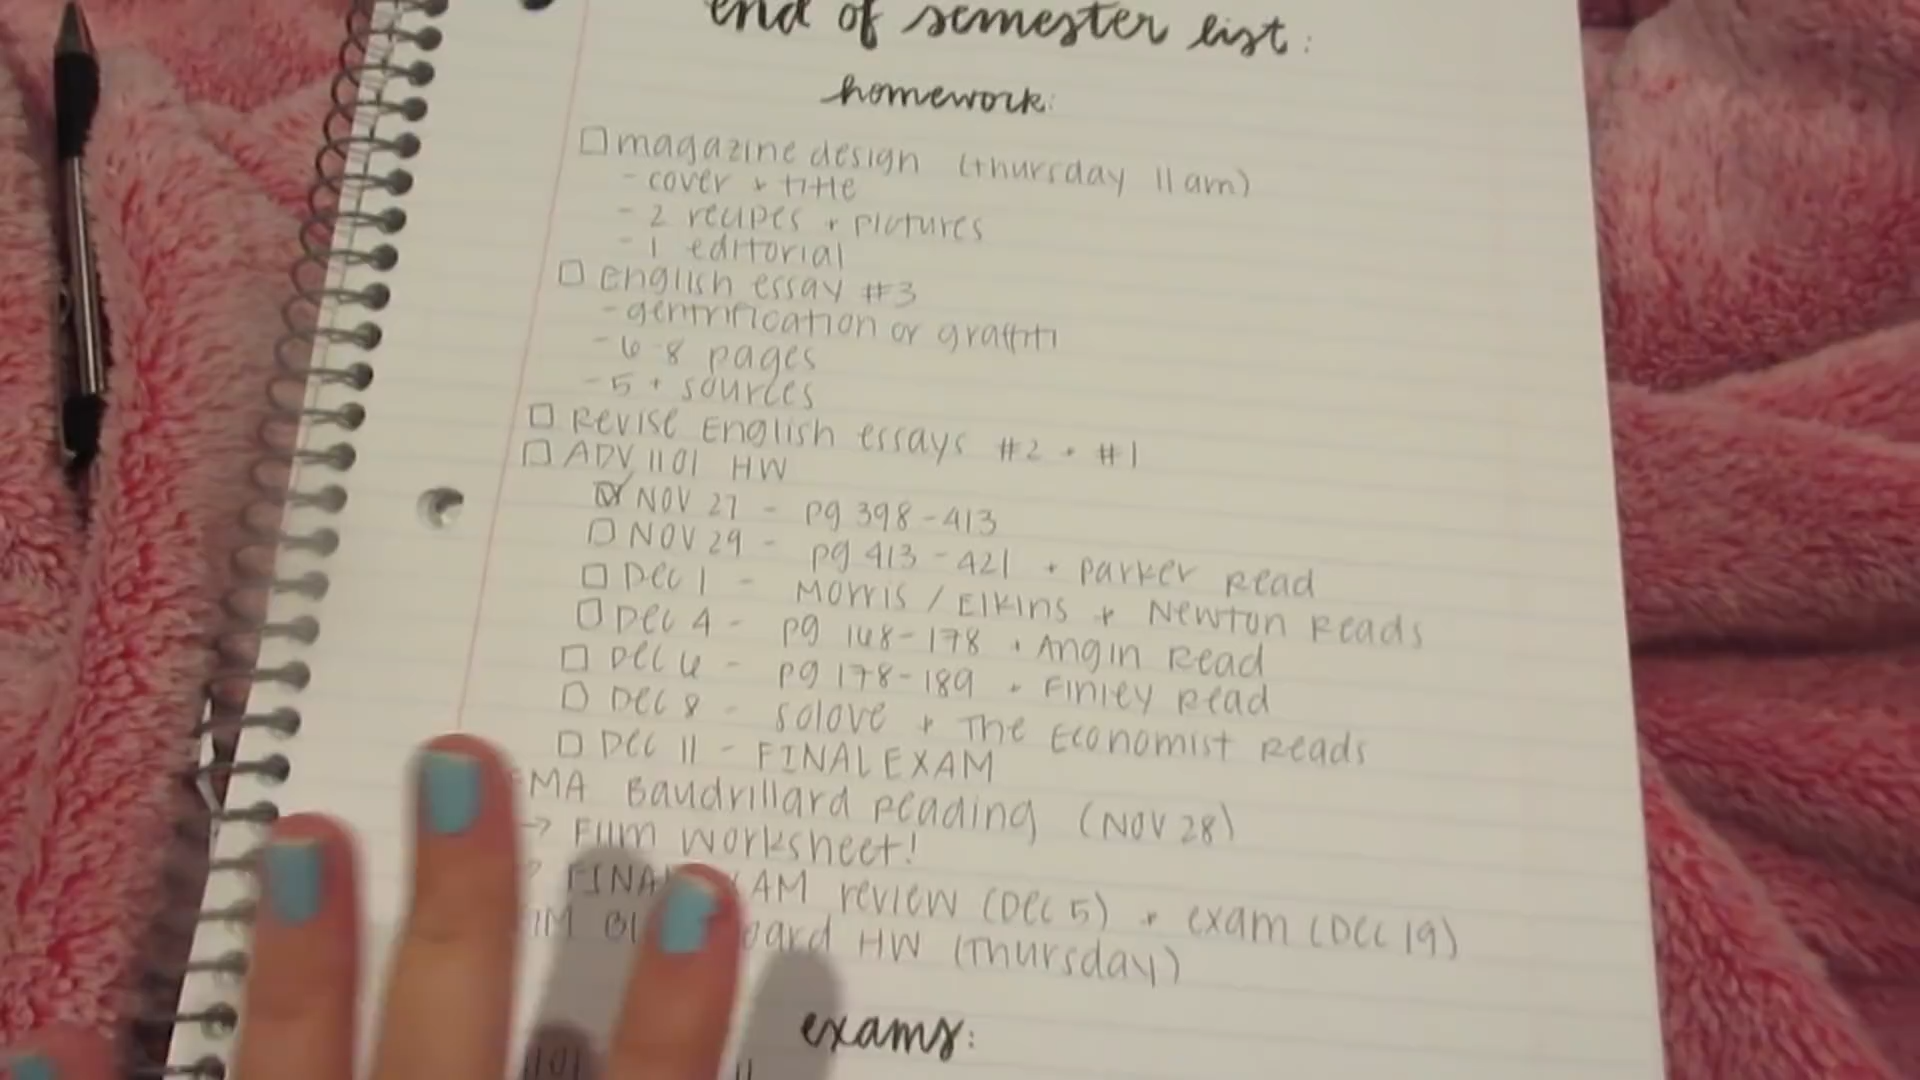 end of semester list:
homework:
magazine design (thursday 11 am)
- cover + title
- 2 recipes + pictures
- 1 editorial
English essay #3
- gentrification or graffiti
- 6-8 pages
- 5+ sources
Revise English essays #2 + #1
ADV 1101 HW
NOV 27 - pg 398-413
NOV 29 - pg 413-421 + Parker Read
Dec 1 - Morris/Elkins + Newton Reads
Dec 4 - pg 168-178 + Angin Read
Dec 6 - pg 178-189 + Finley Read
Dec 8 - Solove + The Economist Reads
Dec 11 - FINAL EXAM
MA Baudrillard Reading (NOV 28)
→ Film worksheet!
review (Dec 5) + exam (Dec 19)
HW (Thursday)
exams: